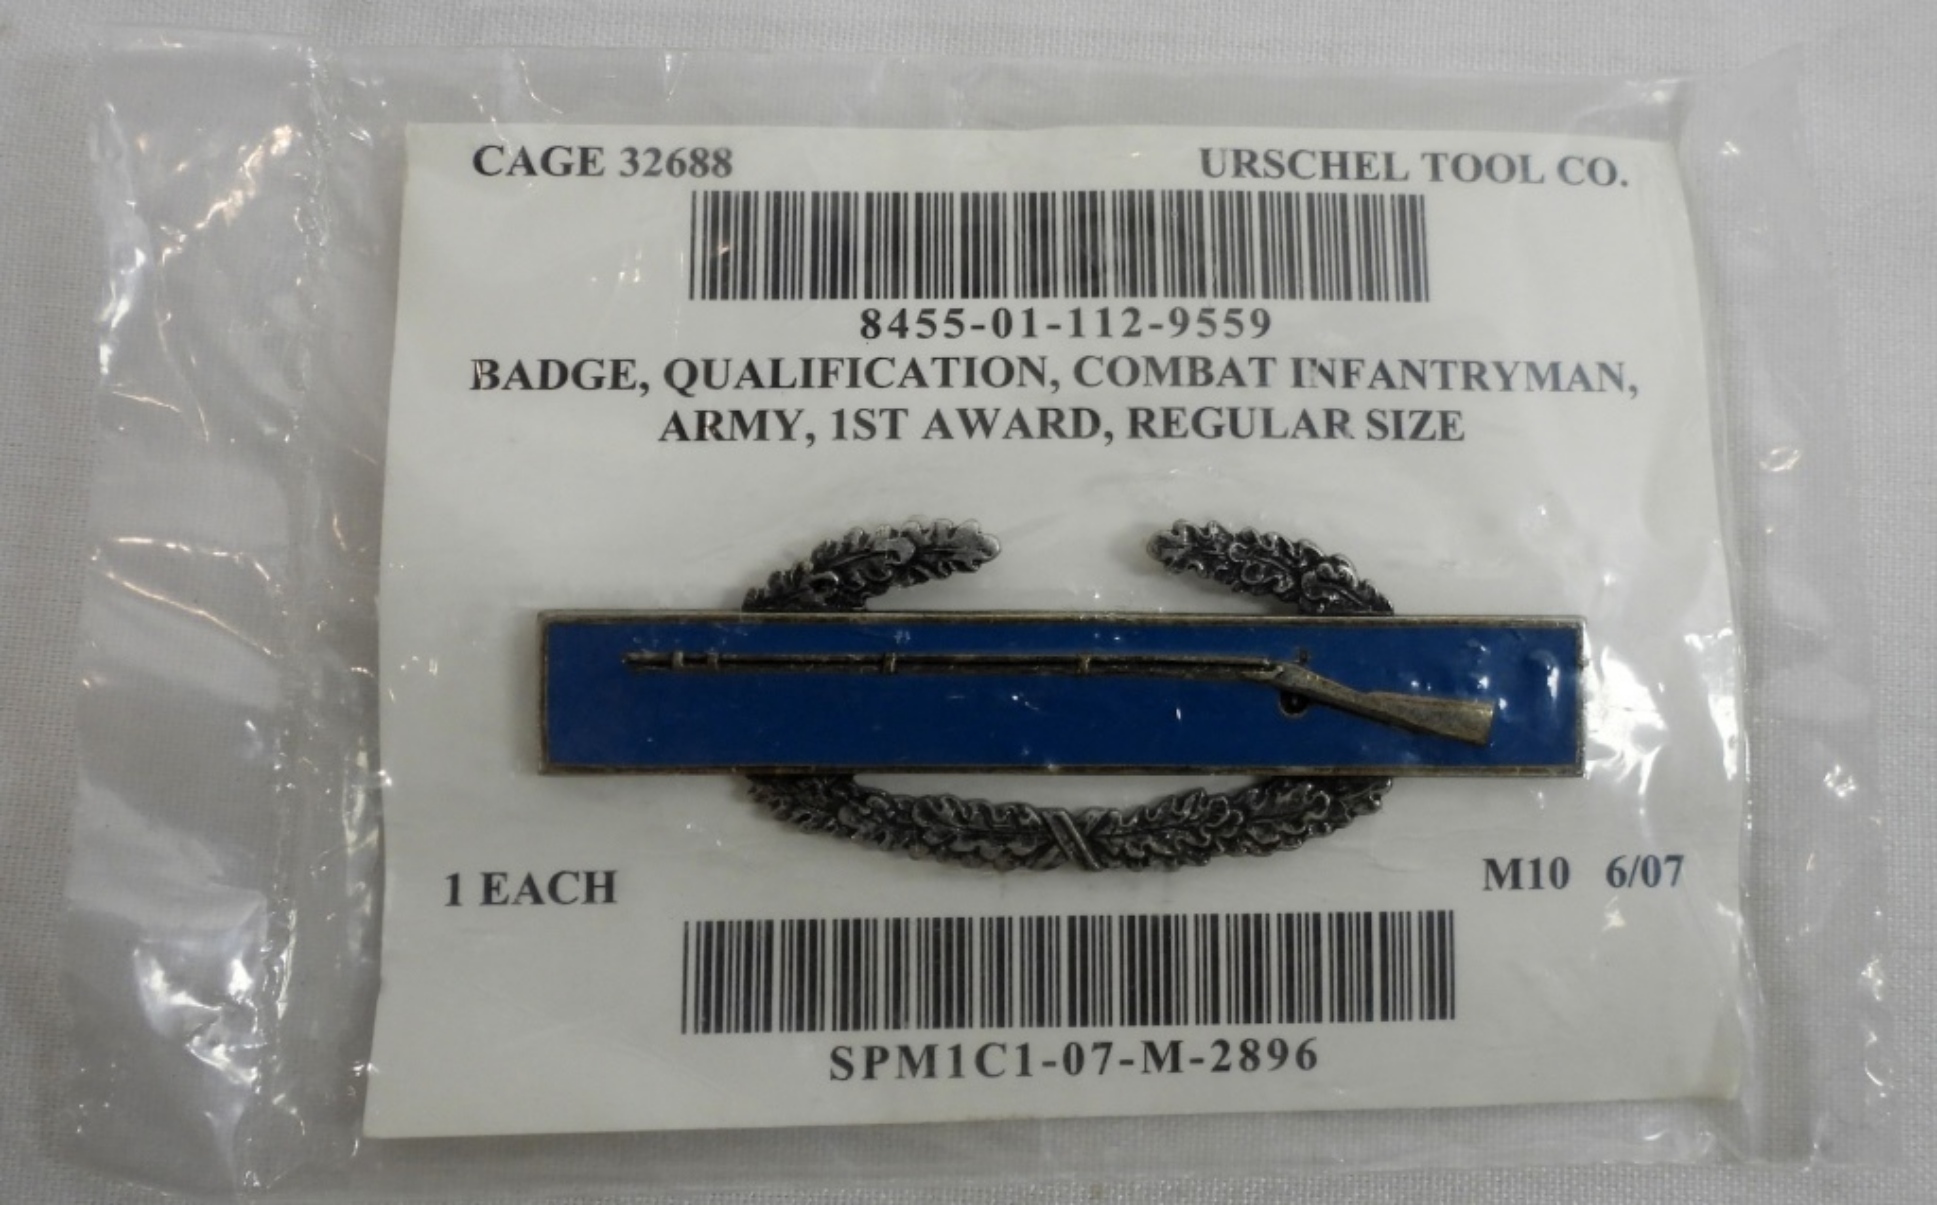 CAGE 32688 URSCHEL TOOL CO.
8455-01-112-9559
BADGE, QUALIFICATION, COMBAT INFANTRYMAN,
ARMY, 1ST AWARD, REGULAR SIZE
1 EACH M10 6/07
SPM1C1-07-M-2896